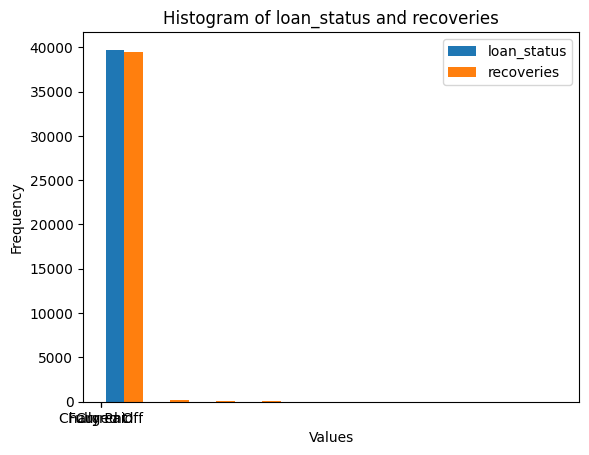 Histogram of loan_status and recoveries
loan_status
recoveries
Frequency
40000
35000
30000
25000
20000
15000
10000
5000
0
Values